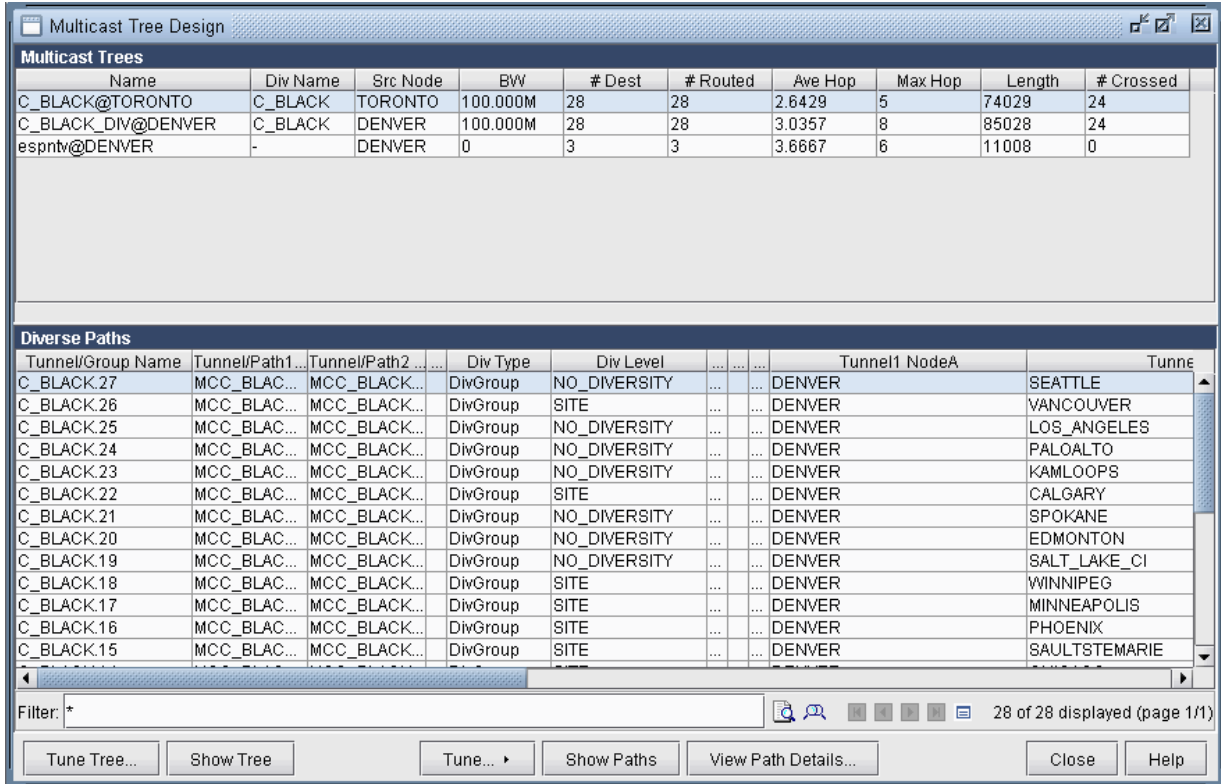 Multicast Tree Design
Multicast Trees
Name Div Name Src Node BW # Dest # Routed Ave Hop Max Hop Length # Crossed
C_BLACK@TORONTO C_BLACK TORONTO 100.000M 28 28 2.6429 5 74029 24
C_BLACK_DIV@DENVER C_BLACK DENVER 100.000M 28 28 3.0357 8 85028 24
espntv@DENVER - DENVER 0 3 3 3.6667 6 11008 0
Diverse Paths
Tunnel/Group Name Tunnel/Path1... Tunnel/Path2 ... ... Div Type Div Level ... ... ... Tunnel1 NodeA Tunne
C_BLACK.27 MCC_BLAC... MCC_BLACK... DivGroup NO_DIVERSITY ... ... DENVER SEATTLE
C_BLACK.26 MCC_BLAC... MCC_BLACK... DivGroup SITE ... ... DENVER VANCOUVER
C_BLACK.25 MCC_BLAC... MCC_BLACK... DivGroup NO_DIVERSITY ... ... DENVER LOS_ANGELES
C_BLACK.24 MCC_BLAC... MCC_BLACK... DivGroup NO_DIVERSITY ... ... DENVER PALOALTO
C_BLACK.23 MCC_BLAC... MCC_BLACK... DivGroup NO_DIVERSITY ... ... DENVER KAMLOOPS
C_BLACK.22 MCC_BLAC... MCC_BLACK... DivGroup SITE ... ... DENVER CALGARY
C_BLACK.21 MCC_BLAC... MCC_BLACK... DivGroup NO_DIVERSITY ... ... DENVER SPOKANE
C_BLACK.20 MCC_BLAC... MCC_BLACK... DivGroup NO_DIVERSITY ... ... DENVER EDMONTON
C_BLACK.19 MCC_BLAC... MCC_BLACK... DivGroup NO_DIVERSITY ... ... DENVER SALT_LAKE_CI
C_BLACK.18 MCC_BLAC... MCC_BLACK... DivGroup SITE ... ... DENVER WINNIPEG
C_BLACK.17 MCC_BLAC... MCC_BLACK... DivGroup SITE ... ... DENVER MINNEAPOLIS
C_BLACK.16 MCC_BLAC... MCC_BLACK... DivGroup SITE ... ... DENVER PHOENIX
C_BLACK.15 MCC_BLAC... MCC_BLACK... DivGroup SITE ... ... DENVER SAULTSTEMARIE
Filter: * 28 of 28 displayed (page 1/1)
Tune Tree... Show Tree Tune... Show Paths View Path Details... Close Help